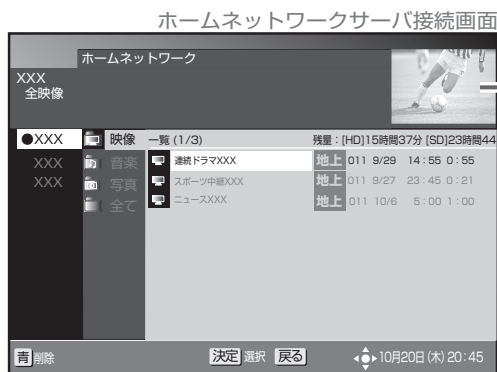 ホームネットワークサーバ接続画面
ホームネットワーク
XXX
全映像
●XXX
XXX
XXX
映像
音楽
写真
全て
一覧 (1/3) 残量：[HD]15時間37分 [SD]23時間44
連続ドラマXXX 地上 011 9/29 14：55 0：55
スポーツ中継XXX 地上 011 9/27 23：45 0：21
ニュースXXX 地上 011 10/6 5：00 1：00
青 削除 決定 選択 戻る 10月20日(木) 20：45